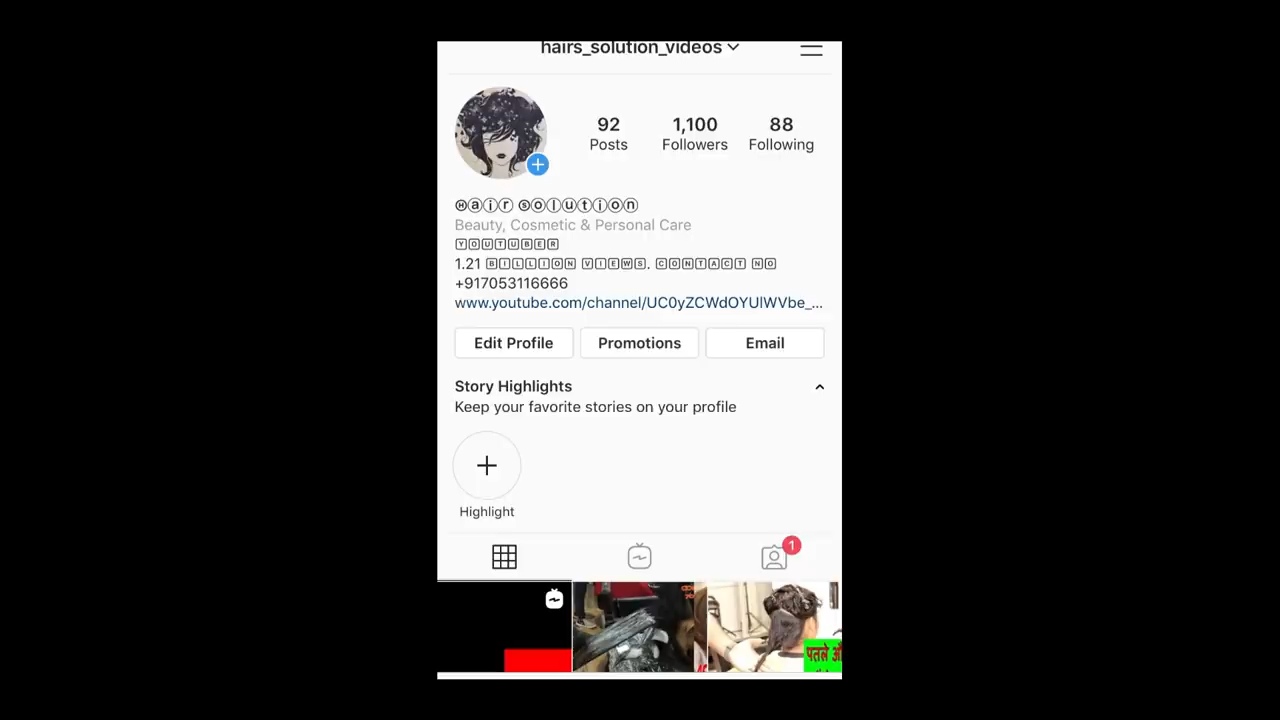 hairs_solution_videos
92
1,100
88
Posts
Followers
Following
Ⓗⓐⓘⓡ ⓢⓞⓛⓤⓣⓘⓞⓝ
Beauty, Cosmetic & Personal Care
🅈🄾🅄🅃🅄🄱🄴🅁
1.21 🄱🄸🄻🄻🄸🄾🄽 🅅🄸🄴🅆🅂. 🄲🄾🄽🅃🄰🄲🅃 🄽🄾
+917053116666
www.youtube.com/channel/UC0yZCWdOYUlWVbe_...
Edit Profile
Promotions
Email
Story Highlights
Keep your favorite stories on your profile
Highlight
1
पतले औ